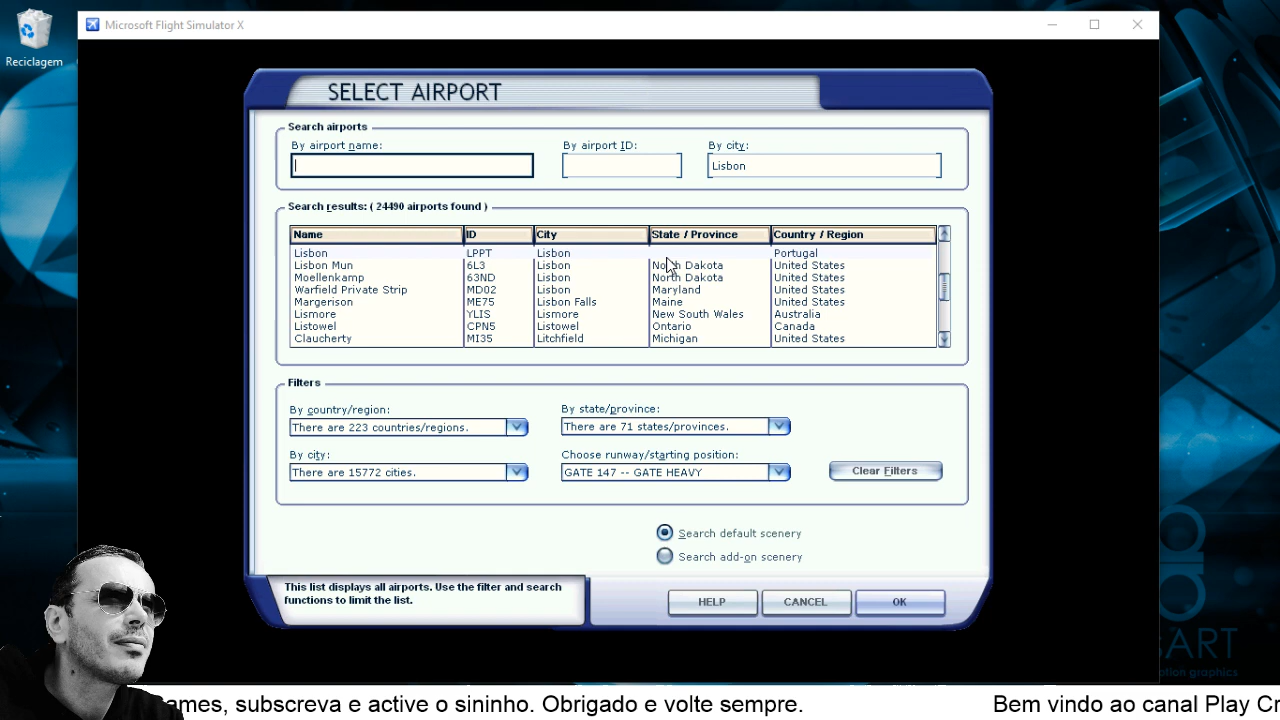 Microsoft Flight Simulator X
Reciclagem
SELECT AIRPORT
Search airports
By airport name:
By airport ID:
By city:
Lisbon
Search results: ( 24490 airports found )
Name ID City State / Province Country / Region
Lisbon LPPT Lisbon Portugal
Lisbon Mun 6L3 Lisbon North Dakota United States
Moellenkamp 63ND Lisbon North Dakota United States
Warfield Private Strip MD02 Lisbon Maryland United States
Margerison ME75 Lisbon Falls Maine United States
Lismore YLIS Lismore New South Wales Australia
Listowel CPN5 Listowel Ontario Canada
Claucherty MI35 Litchfield Michigan United States
Filters
By country/region:
There are 223 countries/regions.
By state/province:
There are 71 states/provinces.
By city:
There are 15772 cities.
Choose runway/starting position:
GATE 147 -- GATE HEAVY
Clear Filters
Search default scenery
Search add-on scenery
This list displays all airports. Use the filter and search
functions to limit the list.
HELP
CANCEL
OK
ames, subscreva e active o sininho. Obrigado e volte sempre. Bem vindo ao canal Play Cr